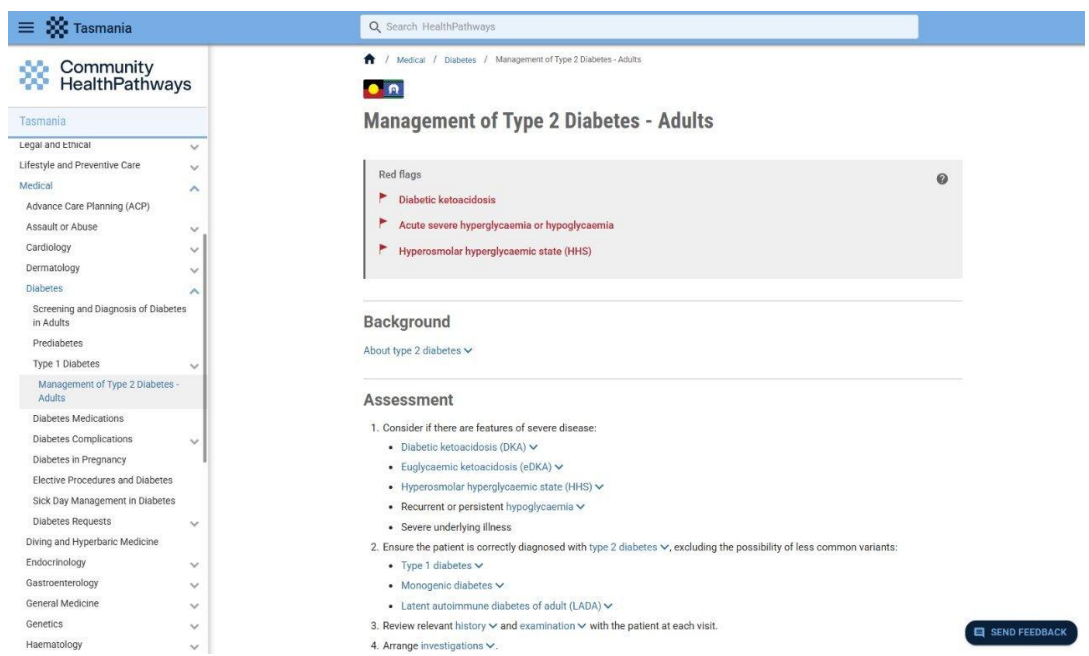 Tasmania
Search HealthPathways
Community
HealthPathways
Tasmania
Legal and Ethical
Lifestyle and Preventive Care
Medical
Advance Care Planning (ACP)
Assault or Abuse
Cardiology
Dermatology
Diabetes
Screening and Diagnosis of Diabetes
in Adults
Prediabetes
Type 1 Diabetes
Management of Type 2 Diabetes -
Adults
Diabetes Medications
Diabetes Complications
Diabetes in Pregnancy
Elective Procedures and Diabetes
Sick Day Management in Diabetes
Diabetes Requests
Diving and Hyperbaric Medicine
Endocrinology
Gastroenterology
General Medicine
Genetics
Haematology
/ Medical / Diabetes / Management of Type 2 Diabetes - Adults
Management of Type 2 Diabetes - Adults
Red flags
?
Diabetic ketoacidosis
Acute severe hyperglycaemia or hypoglycaemia
Hyperosmolar hyperglycaemic state (HHS)
Background
About type 2 diabetes
Assessment
1. Consider if there are features of severe disease:
• Diabetic ketoacidosis (DKA)
• Euglycaemic ketoacidosis (eDKA)
• Hyperosmolar hyperglycaemic state (HHS)
• Recurrent or persistent hypoglycaemia
• Severe underlying illness
2. Ensure the patient is correctly diagnosed with type 2 diabetes, excluding the possibility of less common variants:
• Type 1 diabetes
• Monogenic diabetes
• Latent autoimmune diabetes of adult (LADA)
3. Review relevant history and examination with the patient at each visit.
4. Arrange investigations.
SEND FEEDBACK